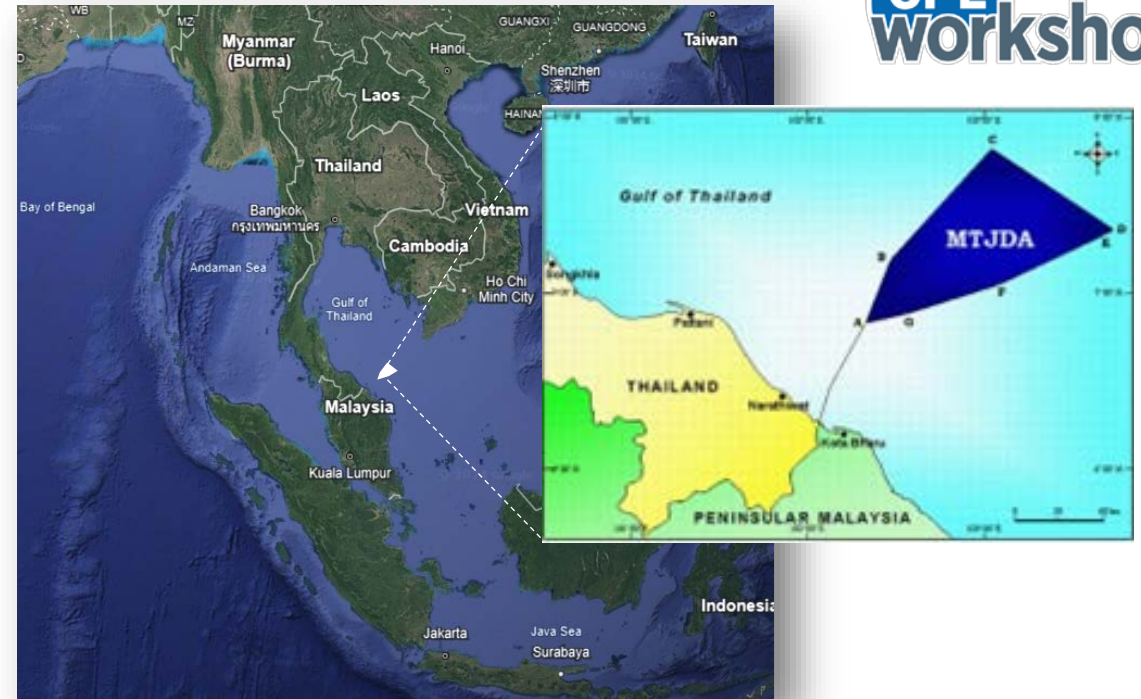 WB
MZ
Myanmar
(Burma)
Laos
Hanoi
GUANGXI
GUANGDONG
Shenzhen
深圳市
Taiwan
Thailand
Bay of Bengal
Bangkok
กรุงเทพมหานคร
Vietnam
Cambodia
Andaman Sea
Ho Chi
Minh City
Gulf of
Thailand
Malaysia
Kuala Lumpur
Indonesia
Jakarta
Java Sea
Surabaya
Gulf of Thailand
C
MTJDA
D
E
B
F
A
G
Pattani
THAILAND
Narathiwat
Kota Bharu
PENINSULAR MALAYSIA